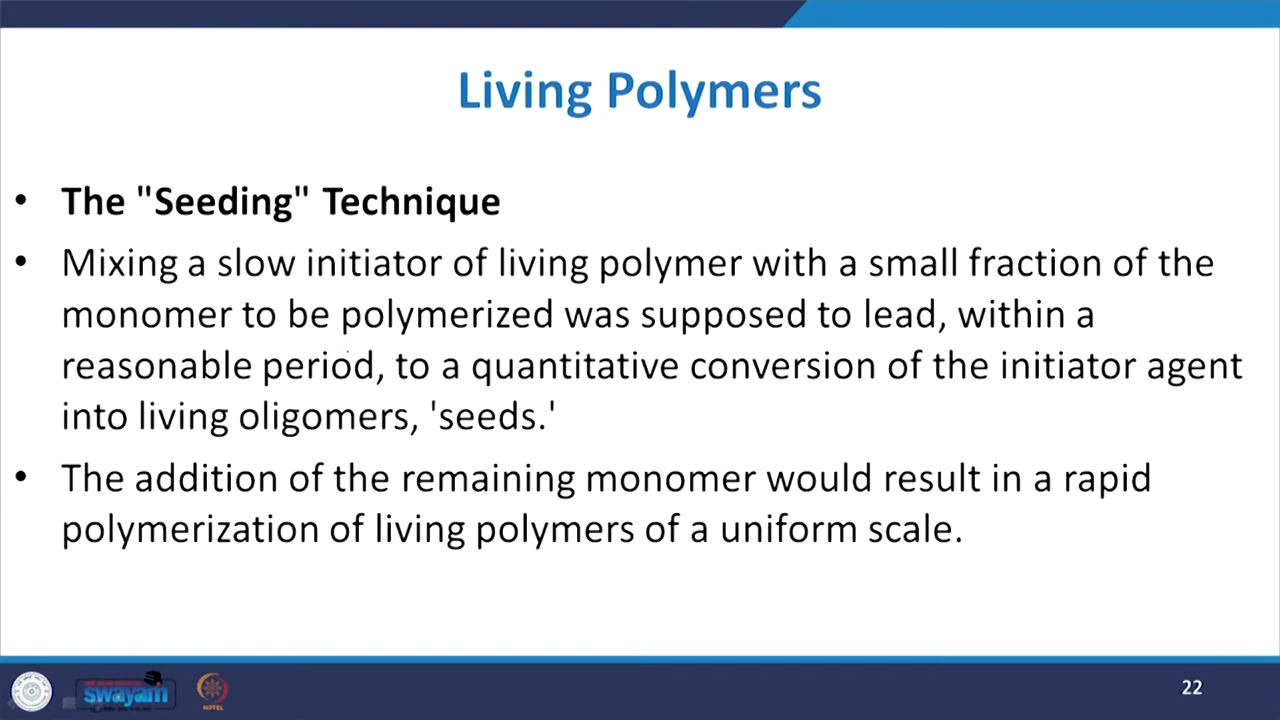 Living Polymers
• The "Seeding" Technique
• Mixing a slow initiator of living polymer with a small fraction of the
monomer to be polymerized was supposed to lead, within a
reasonable period, to a quantitative conversion of the initiator agent
into living oligomers, 'seeds.'
• The addition of the remaining monomer would result in a rapid
polymerization of living polymers of a uniform scale.
swayam
NPTEL
22